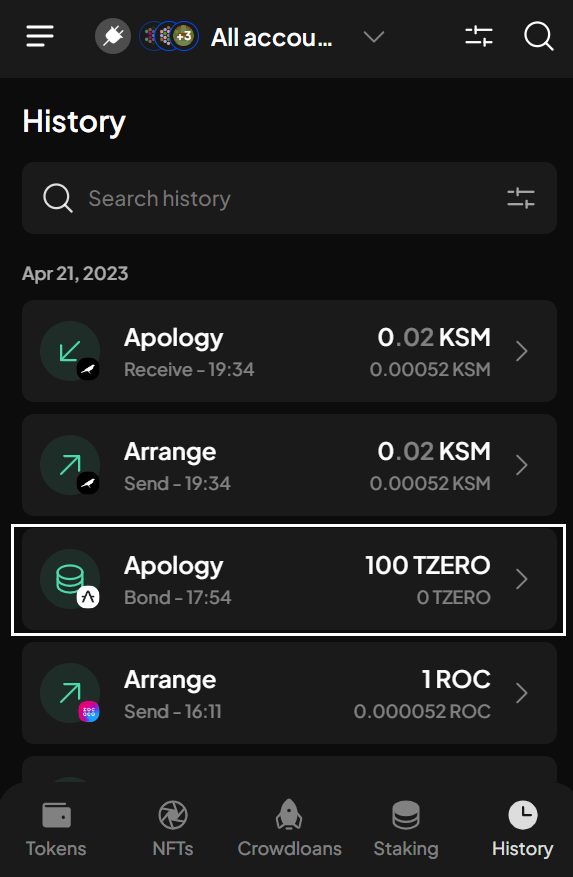 +3 All accou...
History
Search history
Apr 21, 2023
Apology 0.02 KSM
Receive - 19:34 0.00052 KSM
Arrange 0.02 KSM
Send - 19:34 0.00052 KSM
Apology 100 TZERO
Bond - 17:54 0 TZERO
Arrange 1 ROC
Send - 16:11 0.000052 ROC
Tokens NFTs Crowdloans Staking History